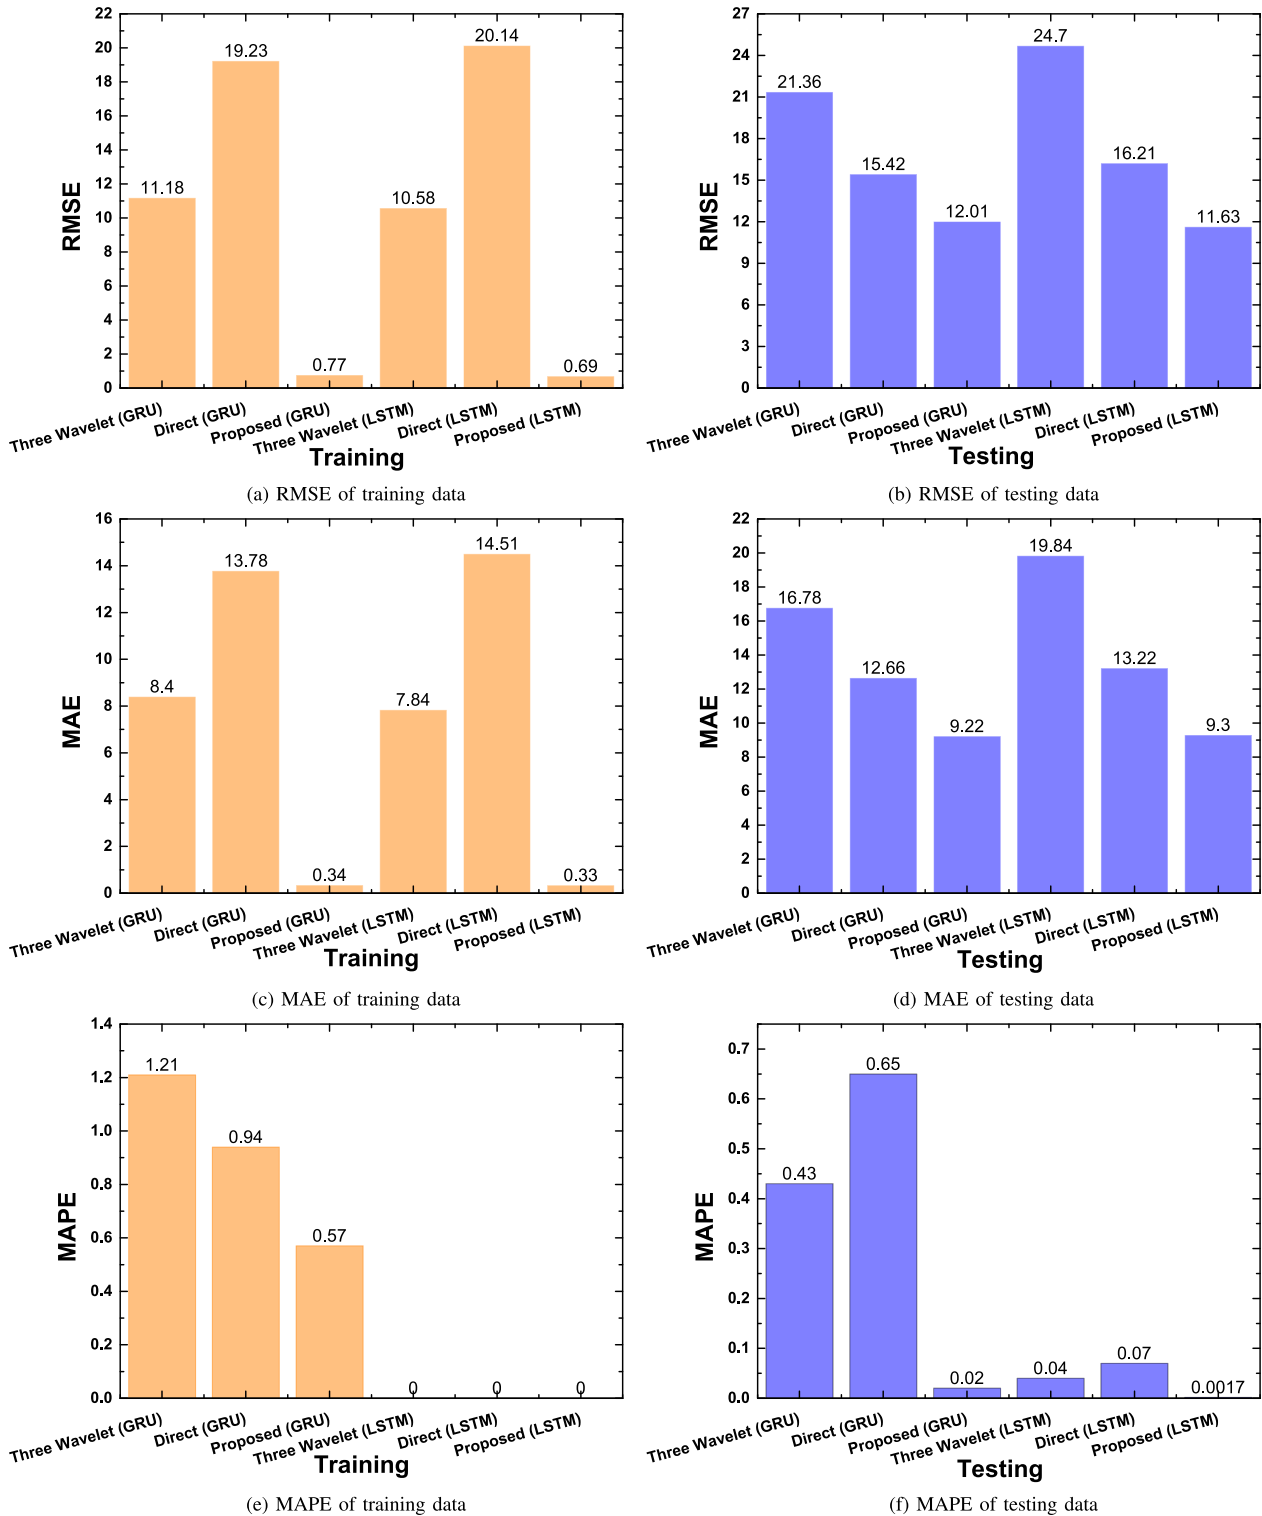 20
18
16
14
12
10
8
6
4
2
0
RMSE
11.18
19.23
0.77
10.58
20.14
0.69
Three Wavelet (GRU)
Direct (GRU)
Proposed (GRU)
Three Wavelet (LSTM)
Direct (LSTM)
Proposed (LSTM)
Training
(a) RMSE of training data
27
24
21
18
15
12
9
6
3
0
RMSE
21.36
15.42
12.01
24.7
16.21
11.63
Three Wavelet (GRU)
Direct (GRU)
Proposed (GRU)
Three Wavelet (LSTM)
Direct (LSTM)
Proposed (LSTM)
Testing
(b) RMSE of testing data
16
14
12
10
8
6
4
2
0
MAE
8.4
13.78
0.34
7.84
14.51
0.33
Three Wavelet (GRU)
Direct (GRU)
Proposed (GRU)
Three Wavelet (LSTM)
Direct (LSTM)
Proposed (LSTM)
Training
(c) MAE of training data
22
20
18
16
14
12
10
8
6
4
2
0
MAE
16.78
12.66
9.22
19.84
13.22
9.3
Three Wavelet (GRU)
Direct (GRU)
Proposed (GRU)
Three Wavelet (LSTM)
Direct (LSTM)
Proposed (LSTM)
Testing
(d) MAE of testing data
1.4
1.2
1.0
0.8
0.6
0.4
0.2
0.0
MAPE
1.21
0.94
0.57
0
0
0
Three Wavelet (GRU)
Direct (GRU)
Proposed (GRU)
Three Wavelet (LSTM)
Direct (LSTM)
Proposed (LSTM)
Training
(e) MAPE of training data
0.7
0.6
0.5
0.4
0.3
0.2
0.1
0.0
MAPE
0.43
0.65
0.02
0.04
0.07
0.0017
Three Wavelet (GRU)
Direct (GRU)
Proposed (GRU)
Three Wavelet (LSTM)
Direct (LSTM)
Proposed (LSTM)
Testing
(f) MAPE of testing data